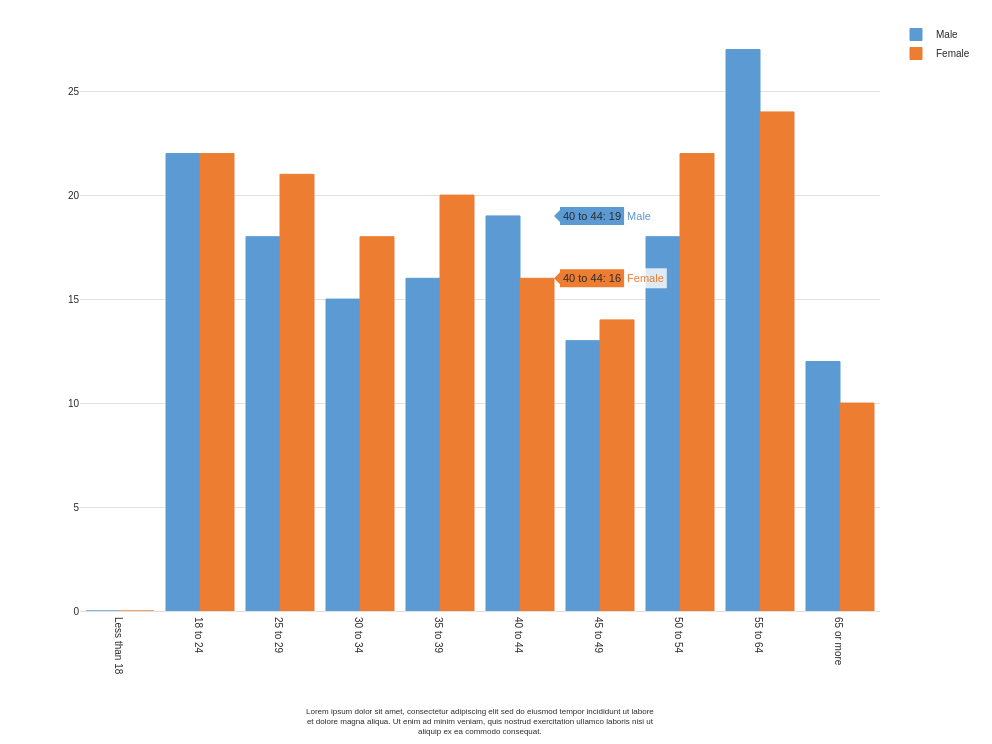 Male
Female
25
20
15
10
5
0
40 to 44: 19 Male
40 to 44: 16 Female
Less than 18
18 to 24
25 to 29
30 to 34
35 to 39
40 to 44
45 to 49
50 to 54
55 to 64
65 or more
Lorem ipsum dolor sit amet, consectetur adipiscing elit sed do eiusmod tempor incididunt ut labore
et dolore magna aliqua. Ut enim ad minim veniam, quis nostrud exercitation ullamco laboris nisi ut
aliquip ex ea commodo consequat.